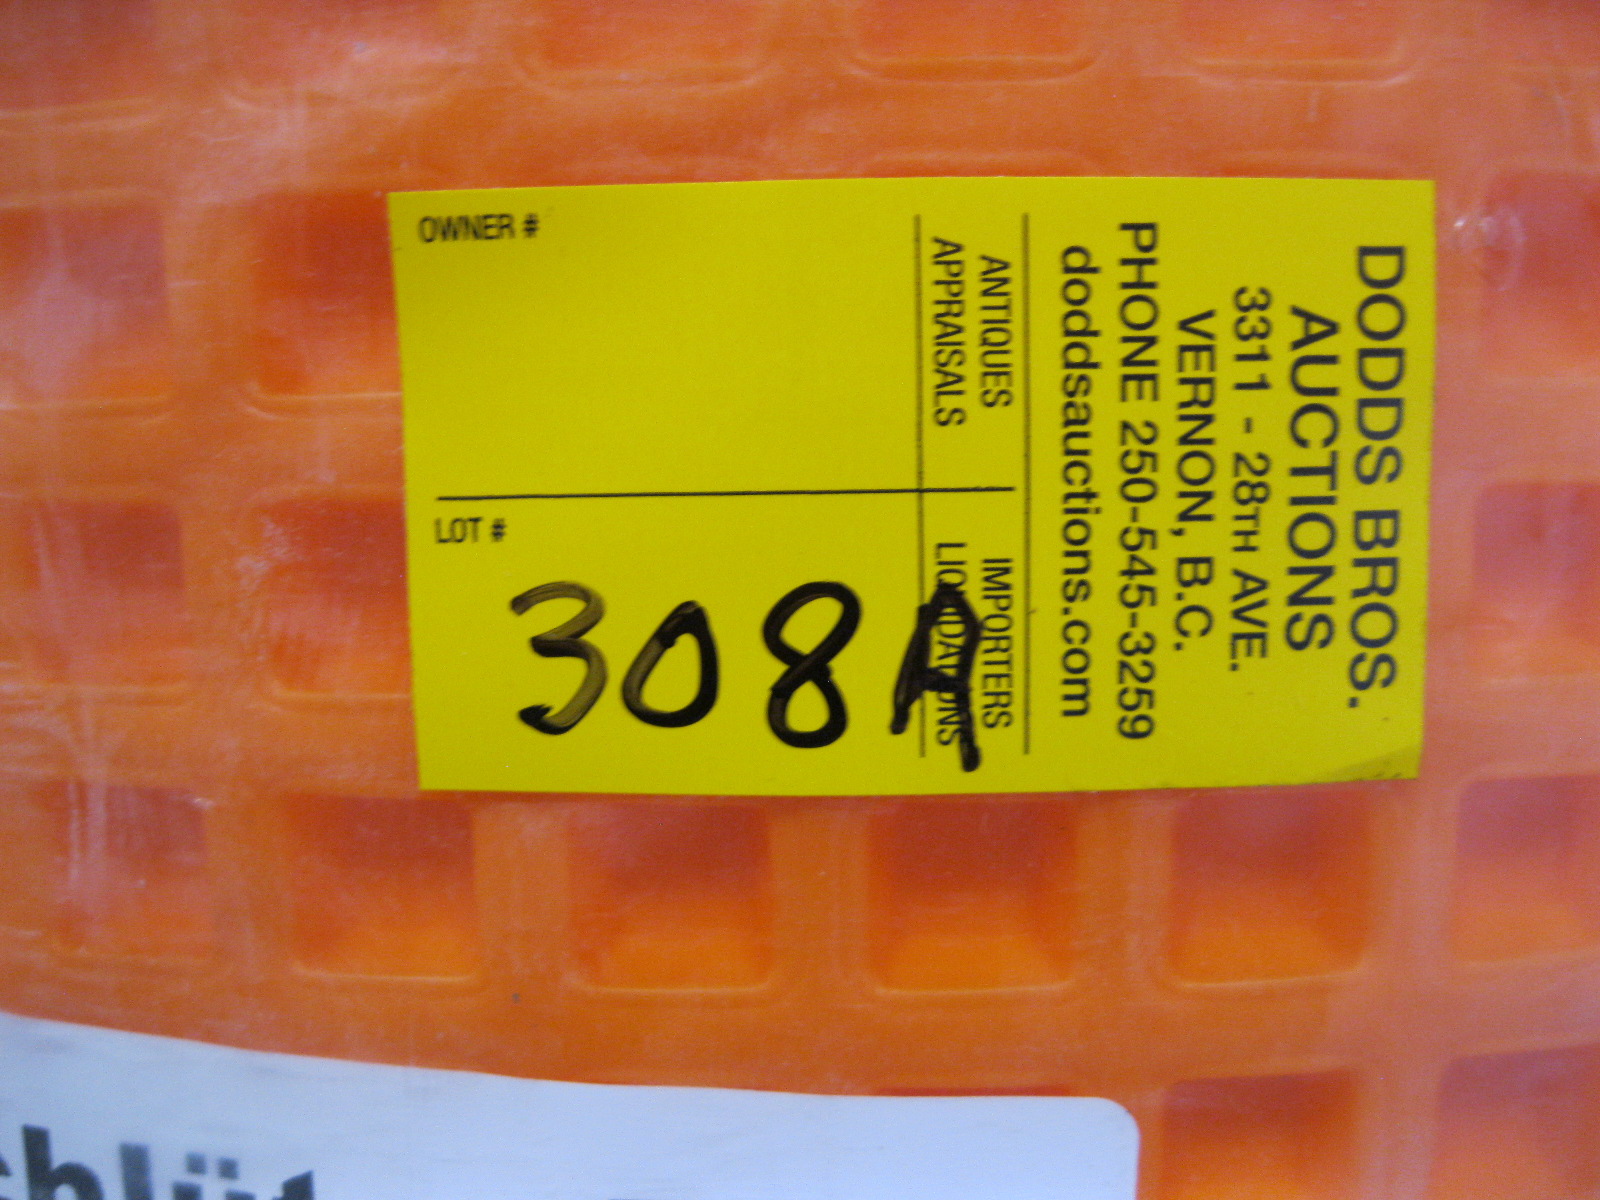 DODDS BROS.
AUCTIONS
3311 - 28TH AVE.
VERNON, B.C.
PHONE 250-545-3259
doddsauctions.com
ANTIQUES IMPORTERS
APPRAISALS LIQUIDATIONS
OWNER #
LOT #
308A